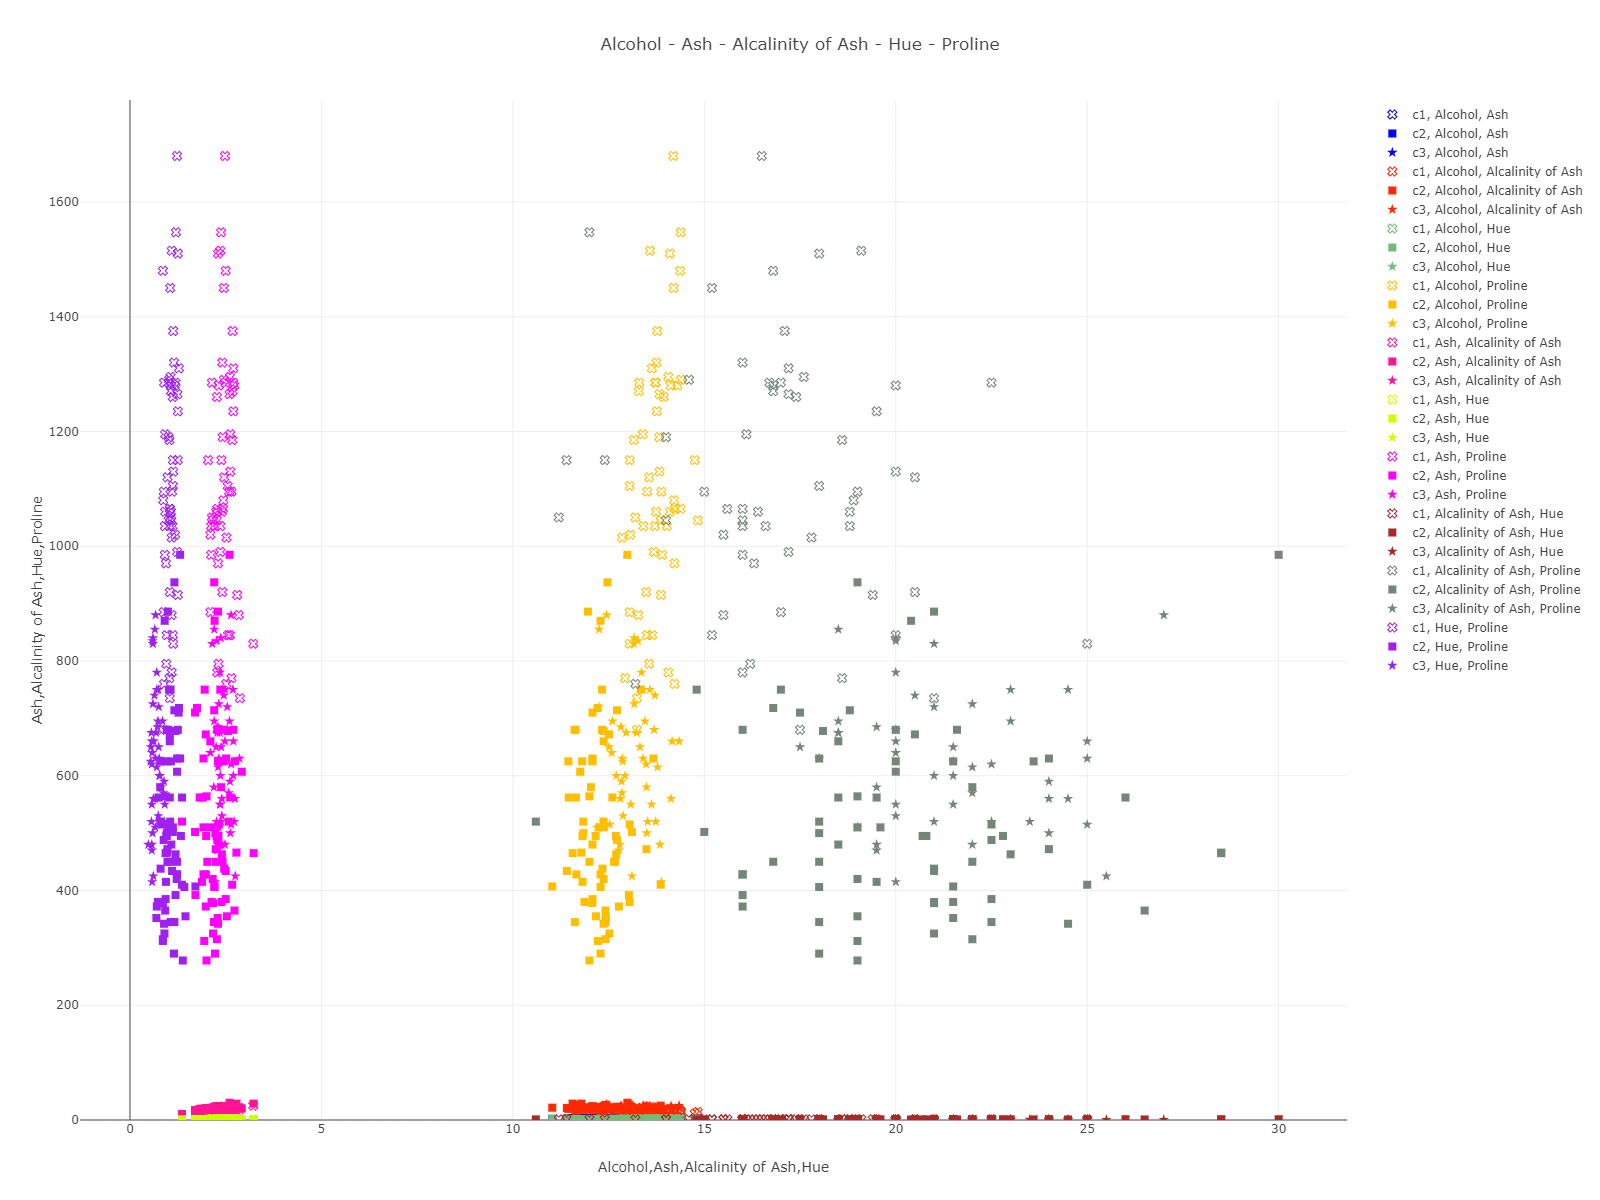 Alcohol - Ash - Alcalinity of Ash - Hue - Proline
c1, Alcohol, Ash
c2, Alcohol, Ash
c3, Alcohol, Ash
c1, Alcohol, Alcalinity of Ash
c2, Alcohol, Alcalinity of Ash
c3, Alcohol, Alcalinity of Ash
c1, Alcohol, Hue
c2, Alcohol, Hue
c3, Alcohol, Hue
c1, Alcohol, Proline
c2, Alcohol, Proline
c3, Alcohol, Proline
c1, Ash, Alcalinity of Ash
c2, Ash, Alcalinity of Ash
c3, Ash, Alcalinity of Ash
c1, Ash, Hue
c2, Ash, Hue
c3, Ash, Hue
c1, Ash, Proline
c2, Ash, Proline
c3, Ash, Proline
c1, Alcalinity of Ash, Hue
c2, Alcalinity of Ash, Hue
c3, Alcalinity of Ash, Hue
c1, Alcalinity of Ash, Proline
c2, Alcalinity of Ash, Proline
c3, Alcalinity of Ash, Proline
c1, Hue, Proline
c2, Hue, Proline
c3, Hue, Proline
Ash,Alcalinity of Ash,Hue,Proline
1600
1400
1200
1000
800
600
400
200
0
0 5 10 15 20 25 30
Alcohol,Ash,Alcalinity of Ash,Hue